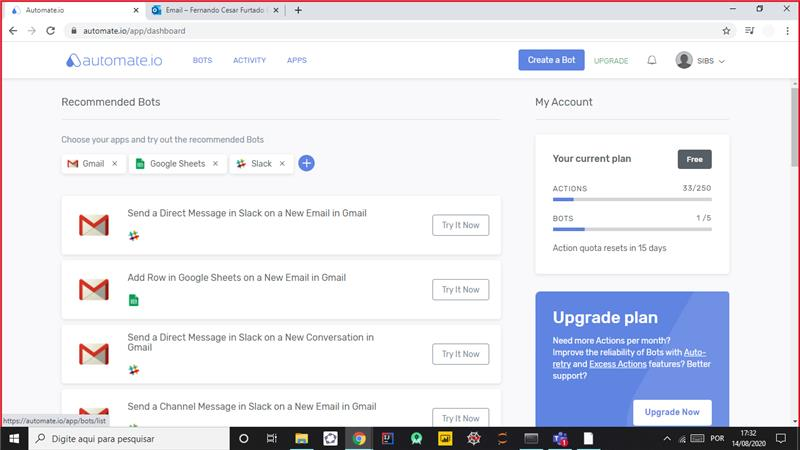 Automate.io
Email – Fernando Cesar Furtado
automate.io/app/dashboard
automate.io
BOTS
ACTIVITY
APPS
Create a Bot
UPGRADE
SIBS
Recommended Bots
My Account
Choose your apps and try out the recommended Bots
Gmail
Google Sheets
Slack
Your current plan
Free
ACTIONS
33/250
BOTS
1 /5
Action quota resets in 15 days
Send a Direct Message in Slack on a New Email in Gmail
Try It Now
Add Row in Google Sheets on a New Email in Gmail
Try It Now
Send a Direct Message in Slack on a New Conversation in
Gmail
Try It Now
Send a Channel Message in Slack on a New Email in Gmail
Try It Now
Upgrade plan
Need more Actions per month?
Improve the reliability of Bots with Auto-
retry and Excess Actions features? Better
support?
Upgrade Now
https://automate.io/app/bots/list
Digite aqui para pesquisar
POR
17:32
14/08/2020